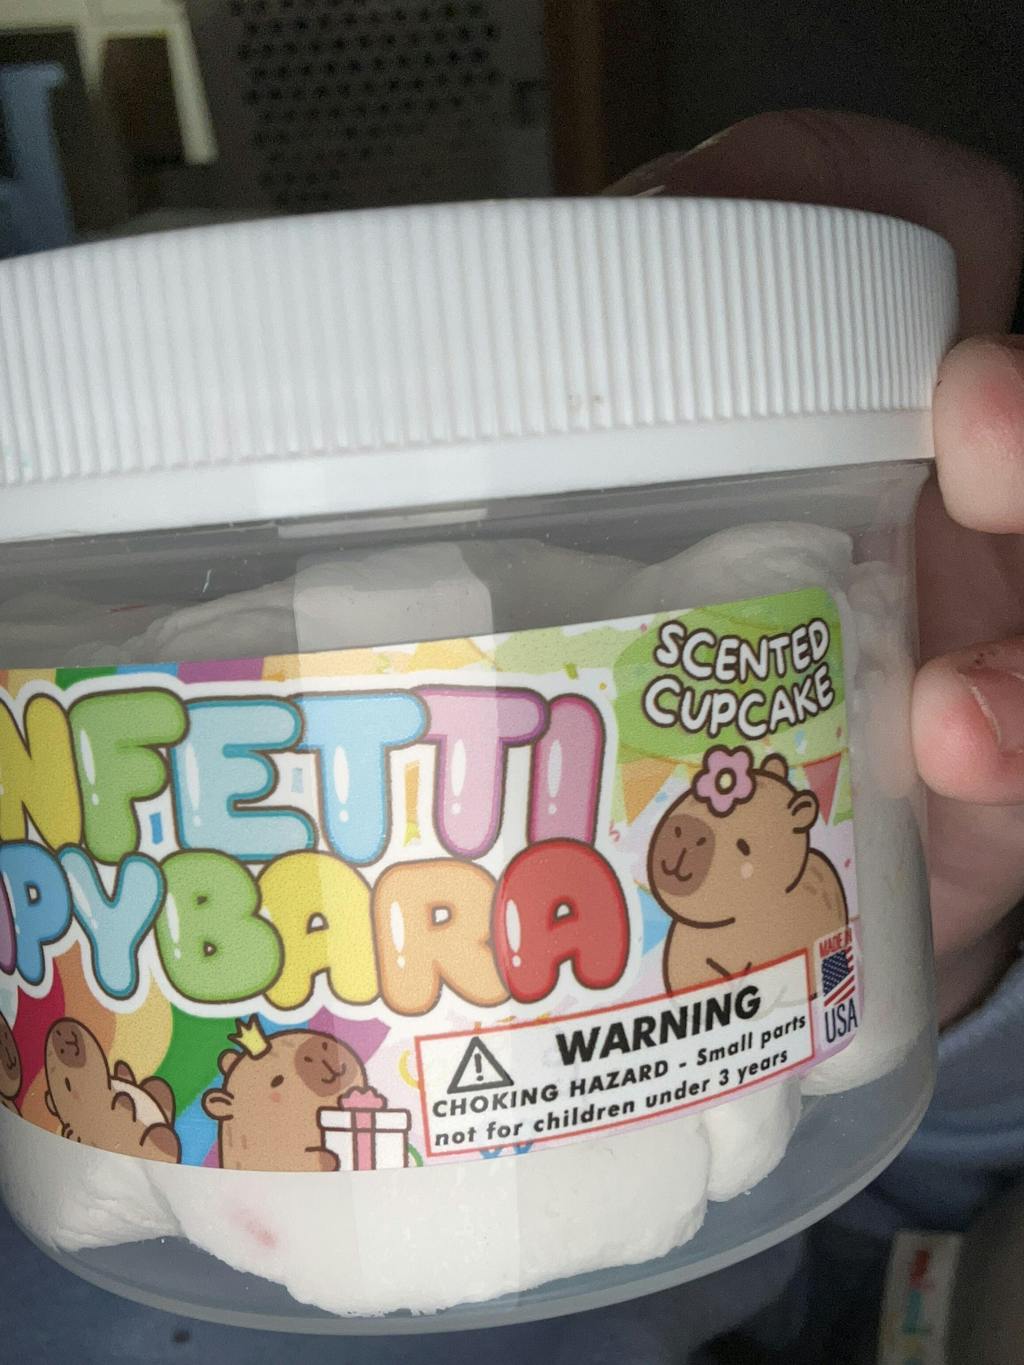 NFETTI
PYBARA
SCENTED
CUPCAKE
MADE IN
USA
WARNING
CHOKING HAZARD - Small parts
not for children under 3 years